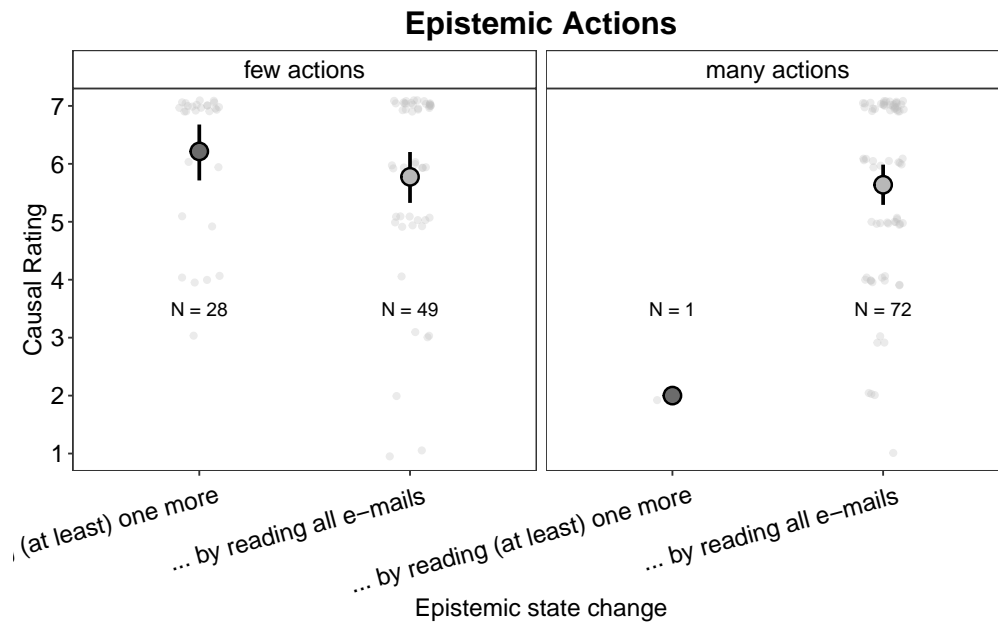 Epistemic Actions
few actions
many actions
Causal Rating
7
6
5
4
3
2
1
N = 28
N = 49
N = 1
N = 72
(at least) one more
... by reading all e−mails
... by reading (at least) one more
... by reading all e−mails
Epistemic state change